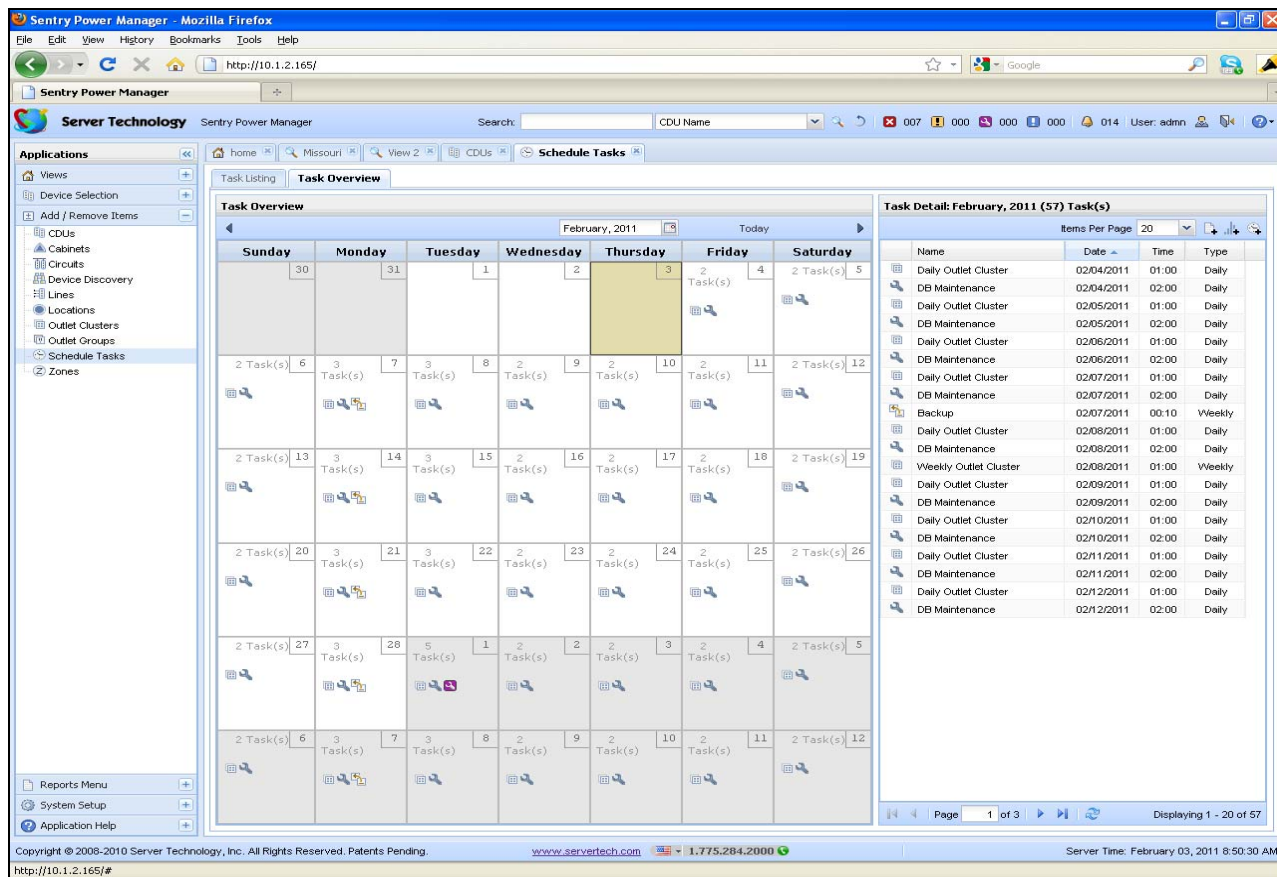 Sentry Power Manager - Mozilla Firefox
File Edit View History Bookmarks Tools Help
http://10.1.2.165/
Google
Sentry Power Manager
Server Technology Sentry Power Manager Search: CDU Name 007 000 000 000 014 User: admn
Applications
Views
Device Selection
Add / Remove Items
CDUs
Cabinets
Circuits
Device Discovery
Lines
Locations
Outlet Clusters
Outlet Groups
Schedule Tasks
Zones
Reports Menu
System Setup
Application Help
home Missouri View 2 CDUs Schedule Tasks
Task Listing Task Overview
Task Overview
February, 2011 Today
Sunday Monday Tuesday Wednesday Thursday Friday Saturday
30 31 1 2 3 2 Task(s) 4 2 Task(s) 5
2 Task(s) 6 3 Task(s) 7 3 Task(s) 8 2 Task(s) 9 2 Task(s) 10 2 Task(s) 11 2 Task(s) 12
2 Task(s) 13 3 Task(s) 14 3 Task(s) 15 2 Task(s) 16 2 Task(s) 17 2 Task(s) 18 2 Task(s) 19
2 Task(s) 20 3 Task(s) 21 3 Task(s) 22 2 Task(s) 23 2 Task(s) 24 2 Task(s) 25 2 Task(s) 26
2 Task(s) 27 3 Task(s) 28 5 Task(s) 1 2 Task(s) 2 2 Task(s) 3 2 Task(s) 4 2 Task(s) 5
2 Task(s) 6 3 Task(s) 7 3 Task(s) 8 2 Task(s) 9 2 Task(s) 10 2 Task(s) 11 2 Task(s) 12
Task Detail: February, 2011 (57) Task(s)
Items Per Page 20
Name Date Time Type
Daily Outlet Cluster 02/04/2011 01:00 Daily
DB Maintenance 02/04/2011 02:00 Daily
Daily Outlet Cluster 02/05/2011 01:00 Daily
DB Maintenance 02/05/2011 02:00 Daily
Daily Outlet Cluster 02/06/2011 01:00 Daily
DB Maintenance 02/06/2011 02:00 Daily
Daily Outlet Cluster 02/07/2011 01:00 Daily
DB Maintenance 02/07/2011 02:00 Daily
Backup 02/07/2011 00:10 Weekly
Daily Outlet Cluster 02/08/2011 01:00 Daily
DB Maintenance 02/08/2011 02:00 Daily
Weekly Outlet Cluster 02/08/2011 01:00 Weekly
Daily Outlet Cluster 02/09/2011 01:00 Daily
DB Maintenance 02/09/2011 02:00 Daily
Daily Outlet Cluster 02/10/2011 01:00 Daily
DB Maintenance 02/10/2011 02:00 Daily
Daily Outlet Cluster 02/11/2011 01:00 Daily
DB Maintenance 02/11/2011 02:00 Daily
Daily Outlet Cluster 02/12/2011 01:00 Daily
DB Maintenance 02/12/2011 02:00 Daily
Page 1 of 3 Displaying 1 - 20 of 57
Copyright © 2008-2010 Server Technology, Inc. All Rights Reserved. Patents Pending. www.servertech.com 1.775.284.2000 Server Time: February 03, 2011 8:50:30 AM
http://10.1.2.165/#